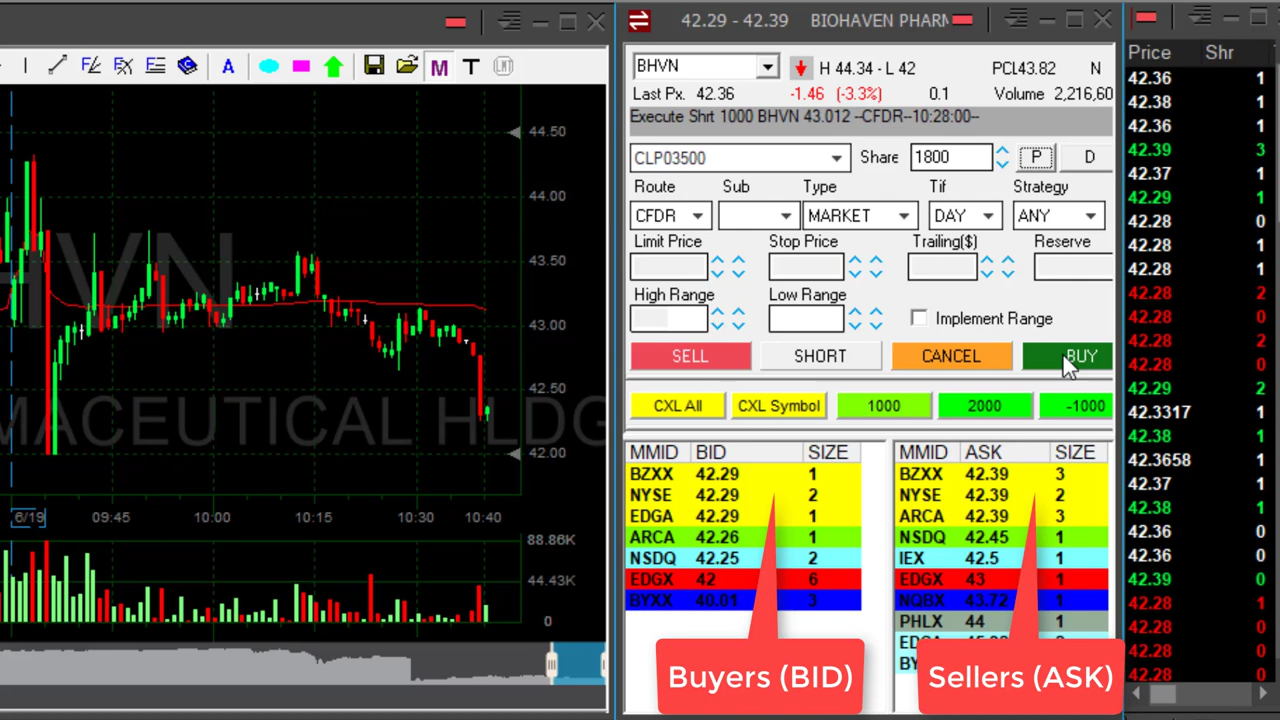 42.29 - 42.39 BIOHAVEN PHARM
A M T
HVN
MACEUTICAL HLDG
44.50
44.00
43.50
43.00
42.50
42.00
6/19 09:45 10:00 10:15 10:30 10:40
88.86K
44.43K
0
BHVN H 44.34 - L 42 PCL43.82 N
Last Px. 42.36 -1.46 (-3.3%) 0.1 Volume 2,216,60
Execute Shrt 1000 BHVN 43.012 --CFDR--10:28:00--
CLP03500 Share 1800 P D
Route Sub Type Tif Strategy
CFDR MARKET DAY ANY
Limit Price Stop Price Trailing($) Reserve
High Range Low Range
Implement Range
SELL SHORT CANCEL BUY
CXL All CXL Symbol 1000 2000 -1000
MMID BID SIZE
BZXX 42.29 1
NYSE 42.29 2
EDGA 42.29 1
ARCA 42.26 1
NSDQ 42.25 2
EDGX 42 6
BYXX 40.01 3
MMID ASK SIZE
BZXX 42.39 3
NYSE 42.39 2
ARCA 42.39 3
NSDQ 42.45 1
IEX 42.5 1
EDGX 43 1
NQBX 43.72 1
PHLX 44 1
Buyers (BID)
Sellers (ASK)
Price Shr
42.36 1
42.38 1
42.36 1
42.39 3
42.37 1
42.29 1
42.28 0
42.28 1
42.28 1
42.28 2
42.28 0
42.28 2
42.28 0
42.29 2
42.3317 1
42.38 1
42.3658 1
42.37 1
42.38 1
42.36 0
42.36 0
42.39 0
42.28 1
42.28 0
42.28 0
42.28 0